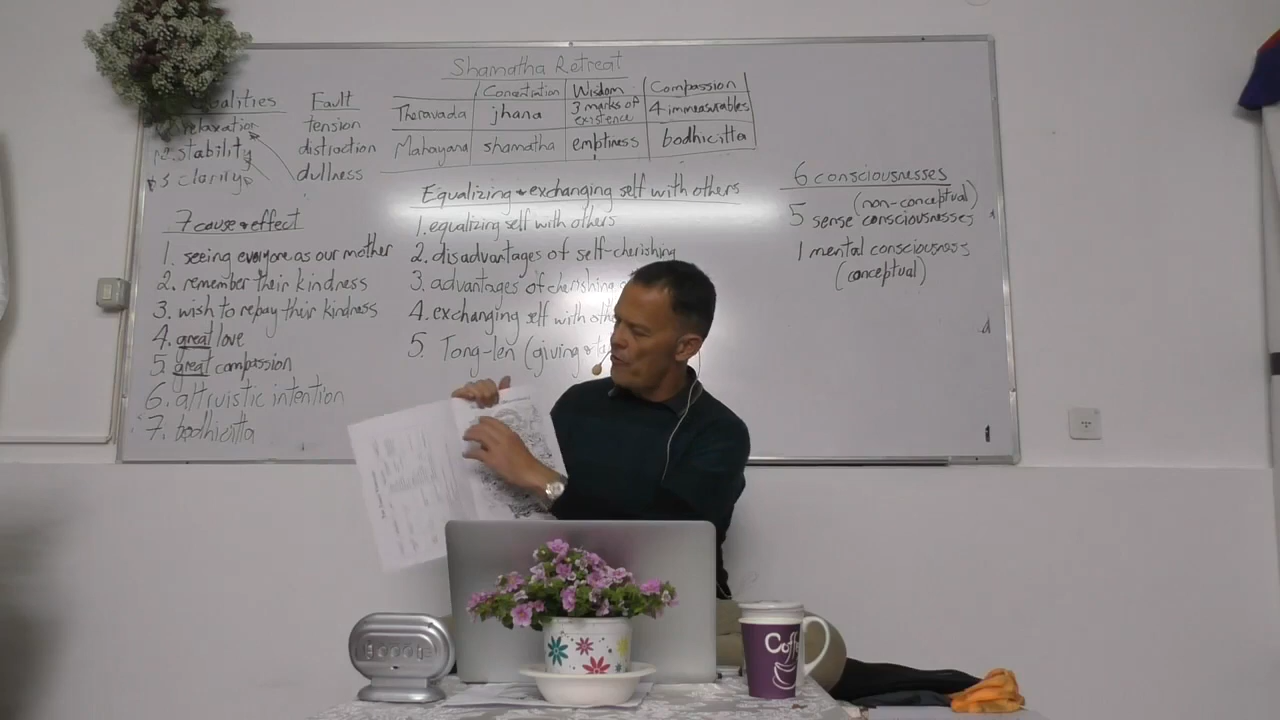 Shamatha Retreat
Concentration Wisdom Compassion
Theravada jhana 3 marks of existence 4 immeasurables
Mahayana shamatha emptiness bodhicitta
Fault
relaxation tension
2. stability distraction
3 clarity dullness
7 cause & effect
1. seeing everyone as our mother
2. remember their kindness
3. wish to repay their kindness
4. great love
5. great compassion
6. altruistic intention
7. bodhicitta
Equalizing & exchanging self with others
1. equalizing self with others
2. disadvantages of self-cherishing
3. advantages of cherishing
4. exchanging self with
5. Tong-len (giving &
6 consciousnesses
(non-conceptual)
5 sense consciousnesses
1 mental consciousness
(conceptual)